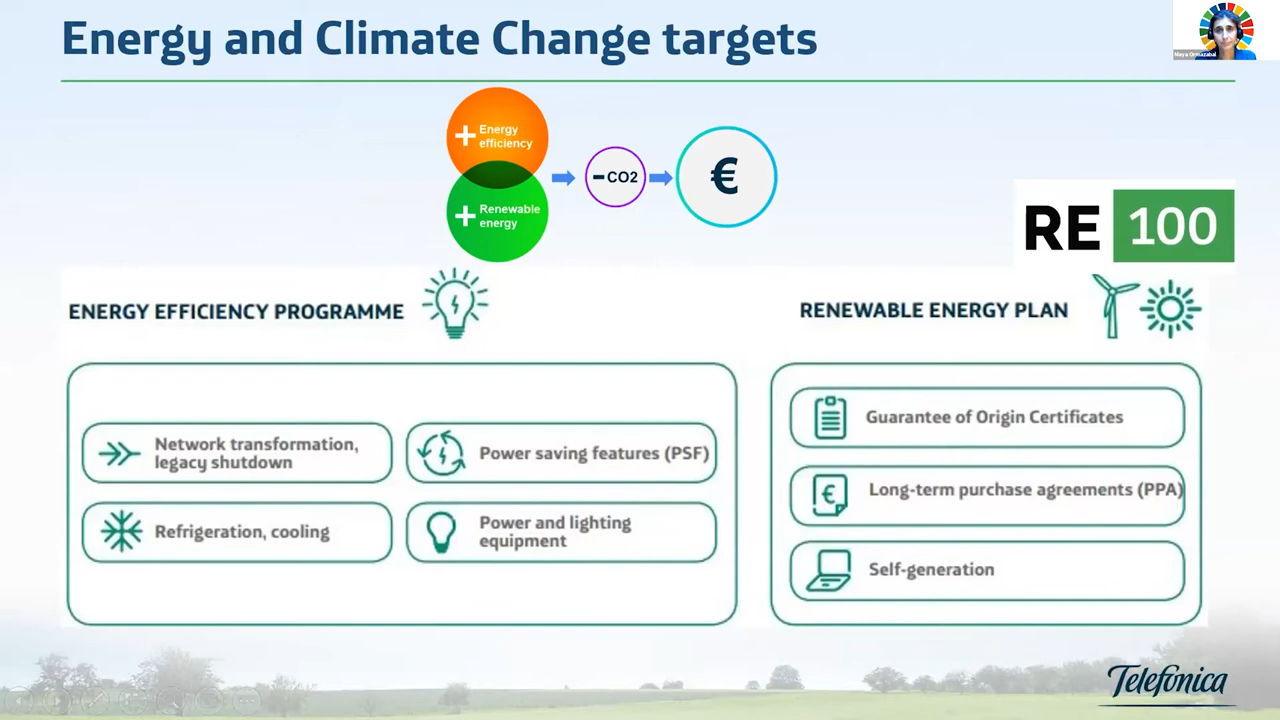 Energy and Climate Change targets
Maya Ormazabal
+ Energy
efficiency
+ Renewable
energy
-CO2
€
RE 100
ENERGY EFFICIENCY PROGRAMME
RENEWABLE ENERGY PLAN
Network transformation,
legacy shutdown
Power saving features (PSF)
Refrigeration, cooling
Power and lighting
equipment
Guarantee of Origin Certificates
€
Long-term purchase agreements (PPA)
Self-generation
Telefónica